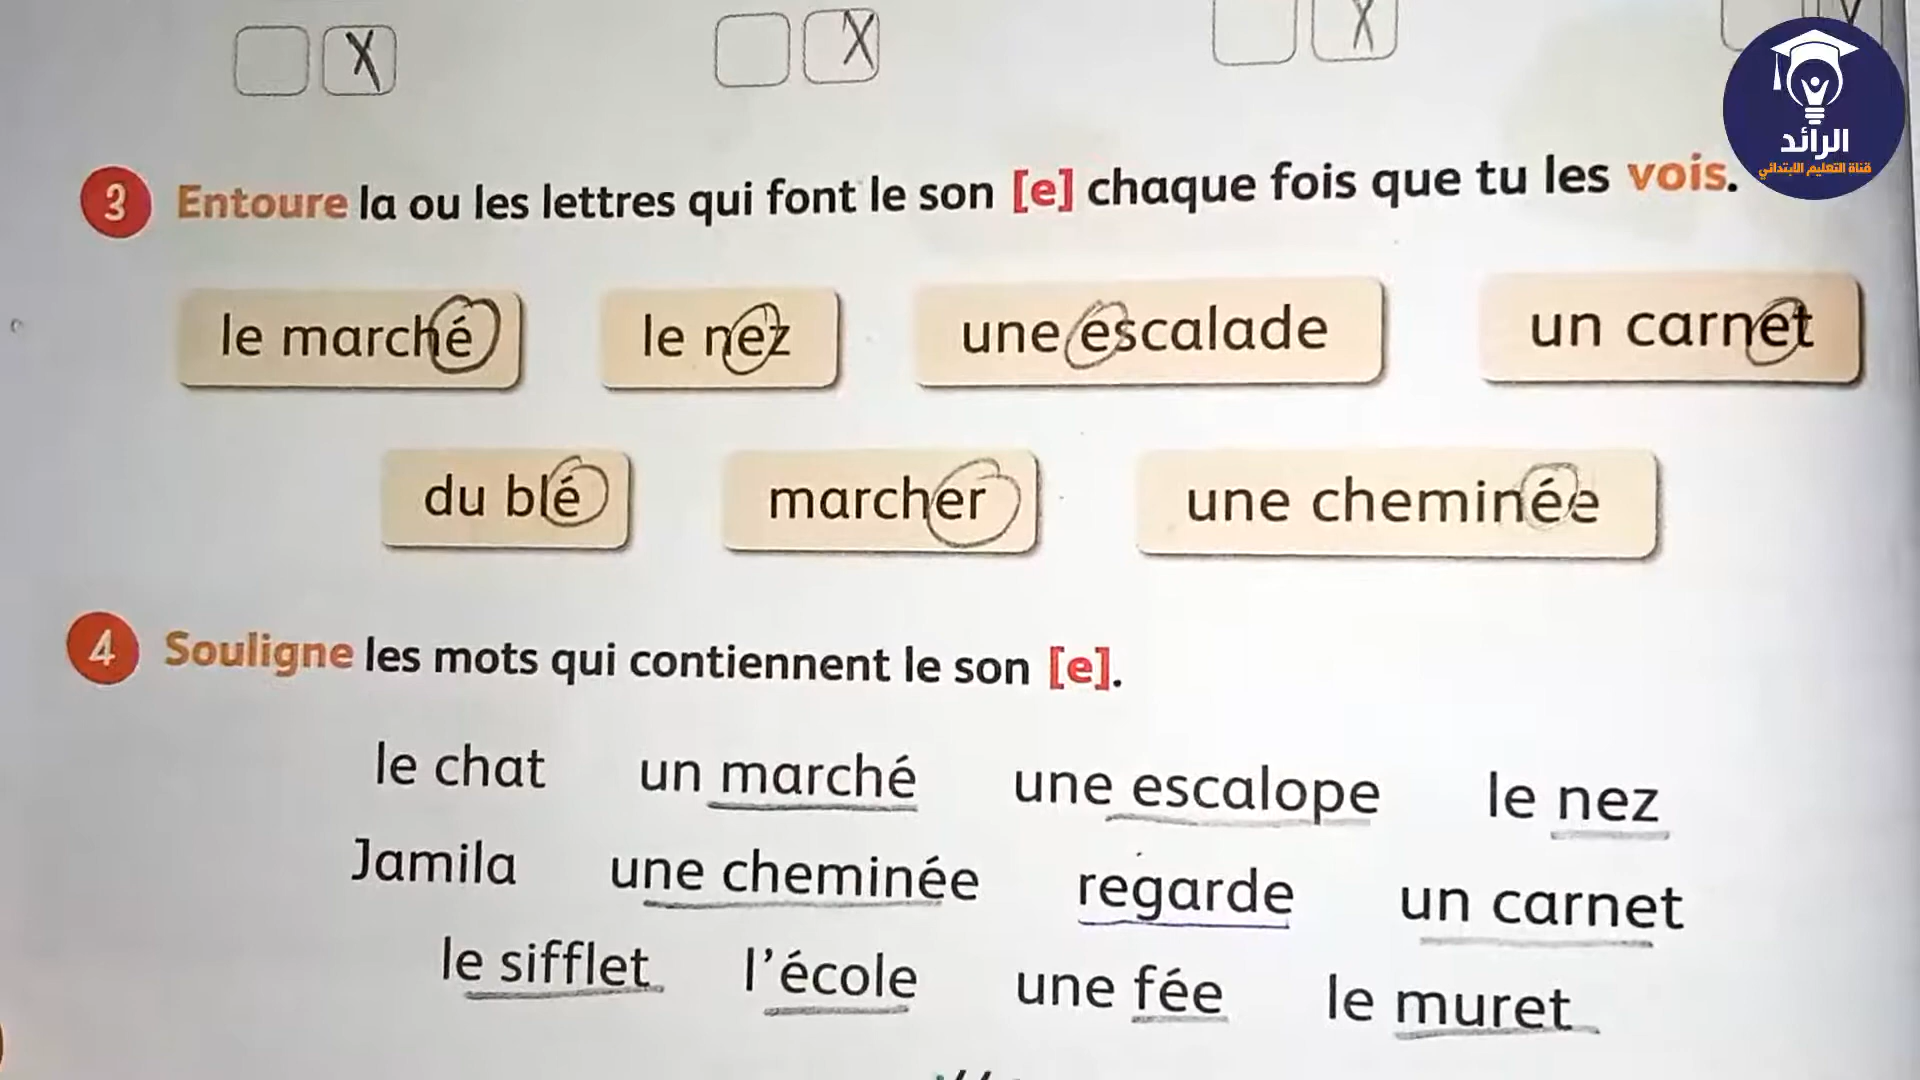 الرائد
قناة التعليم الابتدائي
3 Entoure la ou les lettres qui font le son [e] chaque fois que tu les vois.
le marché le nez une escalade un carnet
du blé marcher une cheminée
4 Souligne les mots qui contiennent le son [e].
le chat un marché une escalope le nez
Jamila une cheminée regarde un carnet
le sifflet l'école une fée le muret